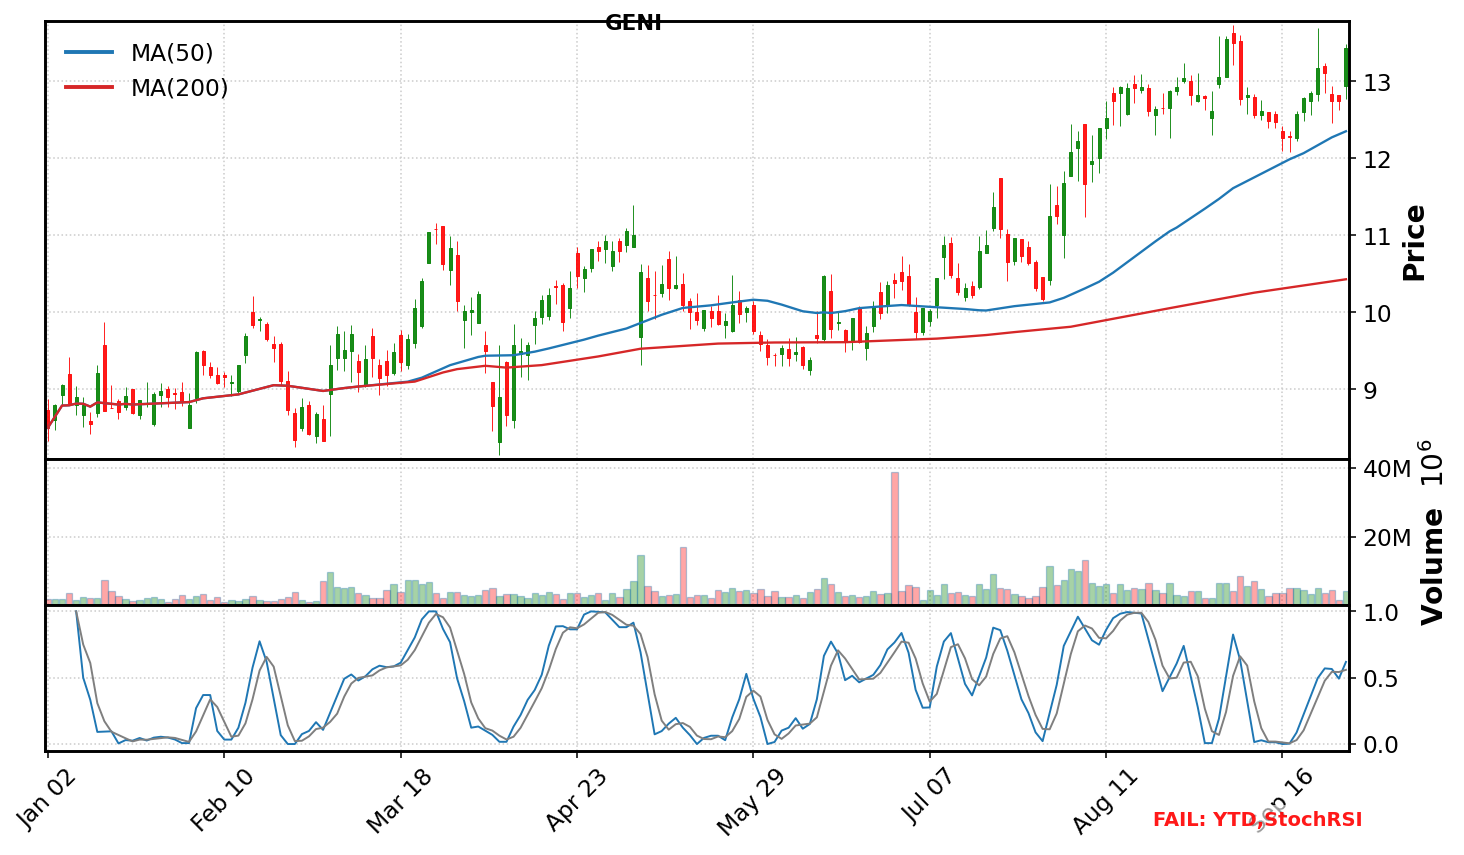 GENI
MA(50)
MA(200)
13
12
11
10
9
Price
40M
20M
Volume 10^6
1.0
0.5
0.0
Jan 02
Feb 10
Mar 18
Apr 23
May 29
Jul 07
Aug 11
Sep 16
FAIL: YTD,StochRSI